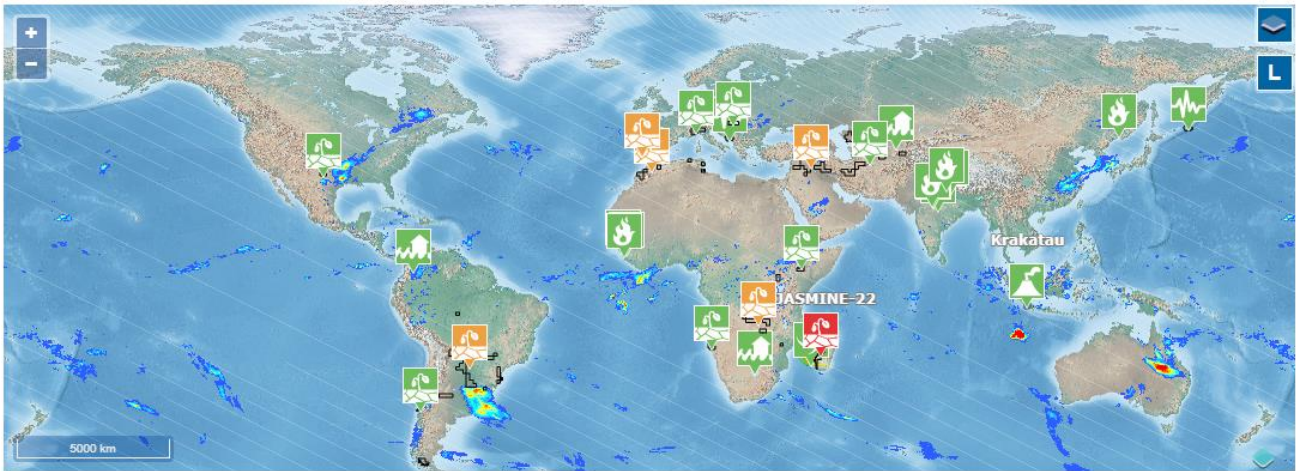 +
L
−
Krakatau
JASMINE-22
5000 km